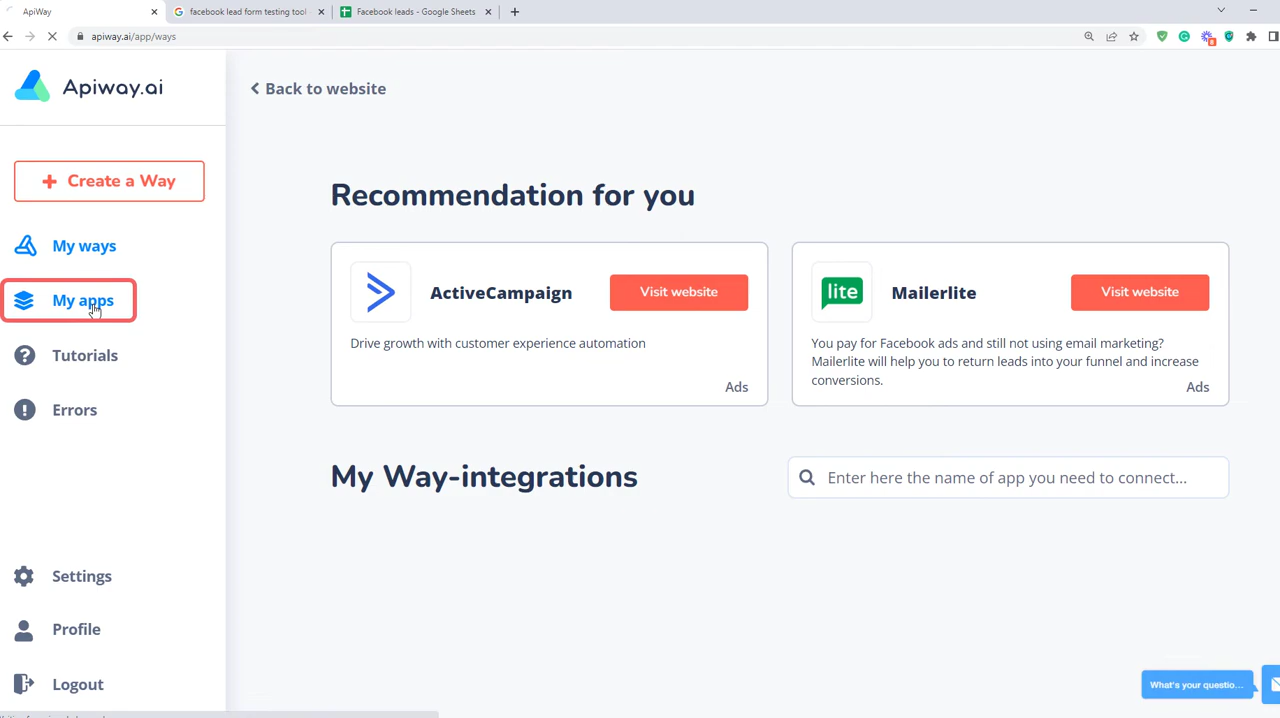 ApiWay
facebook lead form testing tool
Facebook leads - Google Sheets
apiway.ai/app/ways
Apiway.ai
Back to website
Create a Way
My ways
My apps
Tutorials
Errors
Settings
Profile
Logout
Recommendation for you
ActiveCampaign
Visit website
Drive growth with customer experience automation
Ads
lite
Mailerlite
Visit website
You pay for Facebook ads and still not using email marketing?
Mailerlite will help you to return leads into your funnel and increase
conversions.
Ads
My Way-integrations
Enter here the name of app you need to connect...
What's your questio...